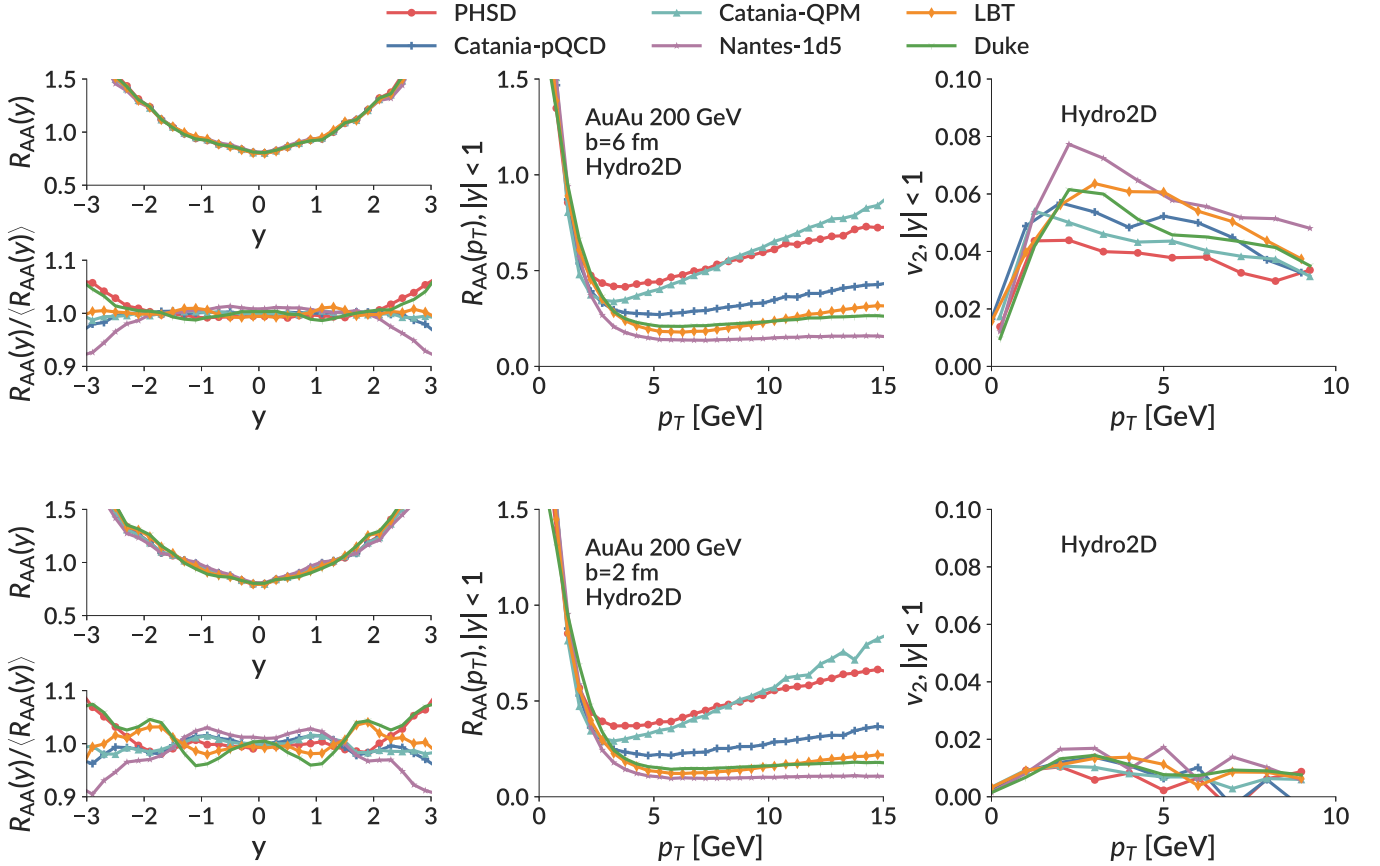 PHSD
Catania-QPM
LBT
Catania-pQCD
Nantes-1d5
Duke
R_AA(y)
1.5
1.0
0.5
−3 −2 −1 0 1 2 3
y
R_AA(y)/⟨R_AA(y)⟩
1.1
1.0
0.9
−3 −2 −1 0 1 2 3
y
R_AA(p_T), |y| < 1
1.5
1.0
0.5
0.0
AuAu 200 GeV
b=6 fm
Hydro2D
0 5 10 15
p_T [GeV]
v_2, |y| < 1
0.10
0.08
0.06
0.04
0.02
0.00
Hydro2D
0 5 10
p_T [GeV]
R_AA(y)
1.5
1.0
0.5
−3 −2 −1 0 1 2 3
y
R_AA(y)/⟨R_AA(y)⟩
1.1
1.0
0.9
−3 −2 −1 0 1 2 3
y
R_AA(p_T), |y| < 1
1.5
1.0
0.5
0.0
AuAu 200 GeV
b=2 fm
Hydro2D
0 5 10 15
p_T [GeV]
v_2, |y| < 1
0.10
0.08
0.06
0.04
0.02
0.00
Hydro2D
0 5 10
p_T [GeV]